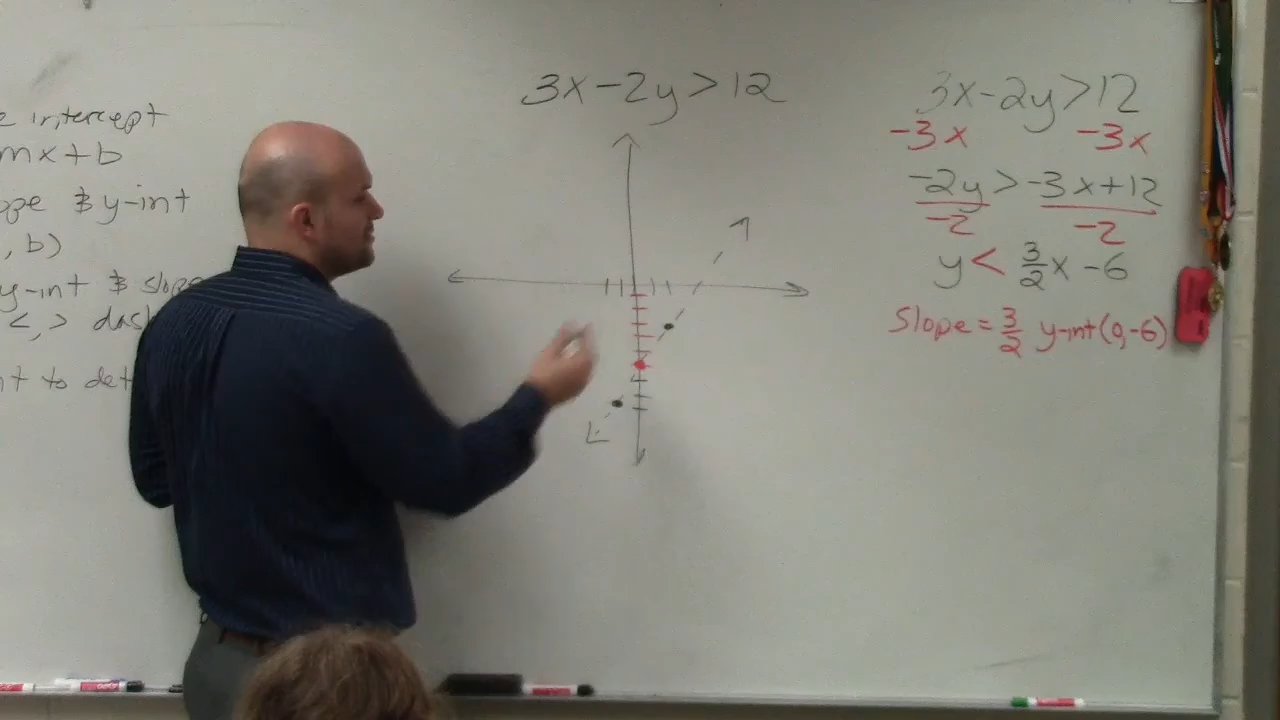 intercept
mx+b
ope & y-int
, b)
y-int & slope
<, > dash
nt to det
3x-2y>12
3x-2y>12
-3x -3x
-2y > -3x+12
-2 -2
y < 3/2x -6
Slope = 3/2 y-int(0,-6)